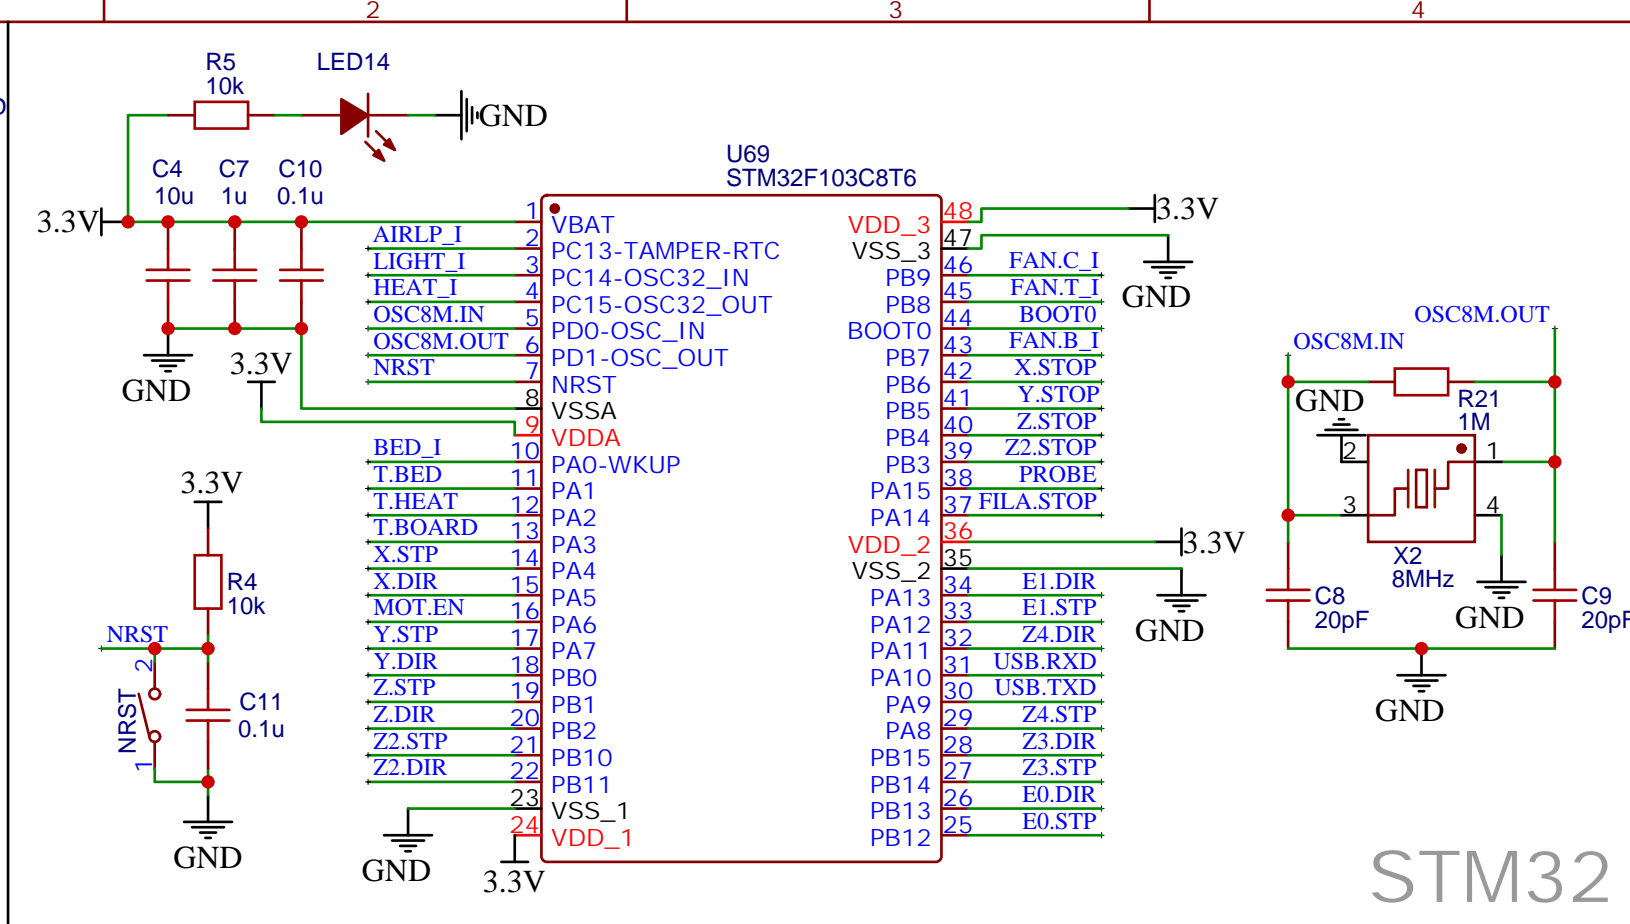 2
3
4
R5
10k
LED14
GND
C4
10u
C7
1u
C10
0.1u
3.3V
GND
3.3V
U69
STM32F103C8T6
AIRLP_I
LIGHT_I
HEAT_I
OSC8M.IN
OSC8M.OUT
NRST
BED_I
T.BED
T.HEAT
T.BOARD
X.STP
X.DIR
MOT.EN
Y.STP
Y.DIR
Z.STP
Z.DIR
Z2.STP
Z2.DIR
1 VBAT
2 PC13-TAMPER-RTC
3 PC14-OSC32_IN
4 PC15-OSC32_OUT
5 PD0-OSC_IN
6 PD1-OSC_OUT
7 NRST
8 VSSA
9 VDDA
10 PA0-WKUP
11 PA1
12 PA2
13 PA3
14 PA4
15 PA5
16 PA6
17 PA7
18 PB0
19 PB1
20 PB2
21 PB10
22 PB11
23 VSS_1
24 VDD_1
GND
3.3V
VDD_3 48
VSS_3 47
PB9 46 FAN.C_I
PB8 45 FAN.T_I
BOOT0 44 BOOT0
PB7 43 FAN.B_I
PB6 42 X.STOP
PB5 41 Y.STOP
PB4 40 Z.STOP
PB3 39 Z2.STOP
PA15 38 PROBE
PA14 37 FILA.STOP
VDD_2 36
VSS_2 35
PA13 34 E1.DIR
PA12 33 E1.STP
PA11 32 Z4.DIR
PA10 31 USB.RXD
PA9 30 USB.TXD
PA8 29 Z4.STP
PB15 28 Z3.DIR
PB14 27 Z3.STP
PB13 26 E0.DIR
PB12 25 E0.STP
3.3V
GND
3.3V
GND
3.3V
R4
10k
NRST
2
NRST
1
C11
0.1u
GND
OSC8M.OUT
OSC8M.IN
R21
1M
GND
2
1
3
4
X2
8MHz
GND
C8
20pF
C9
20pF
GND
STM32